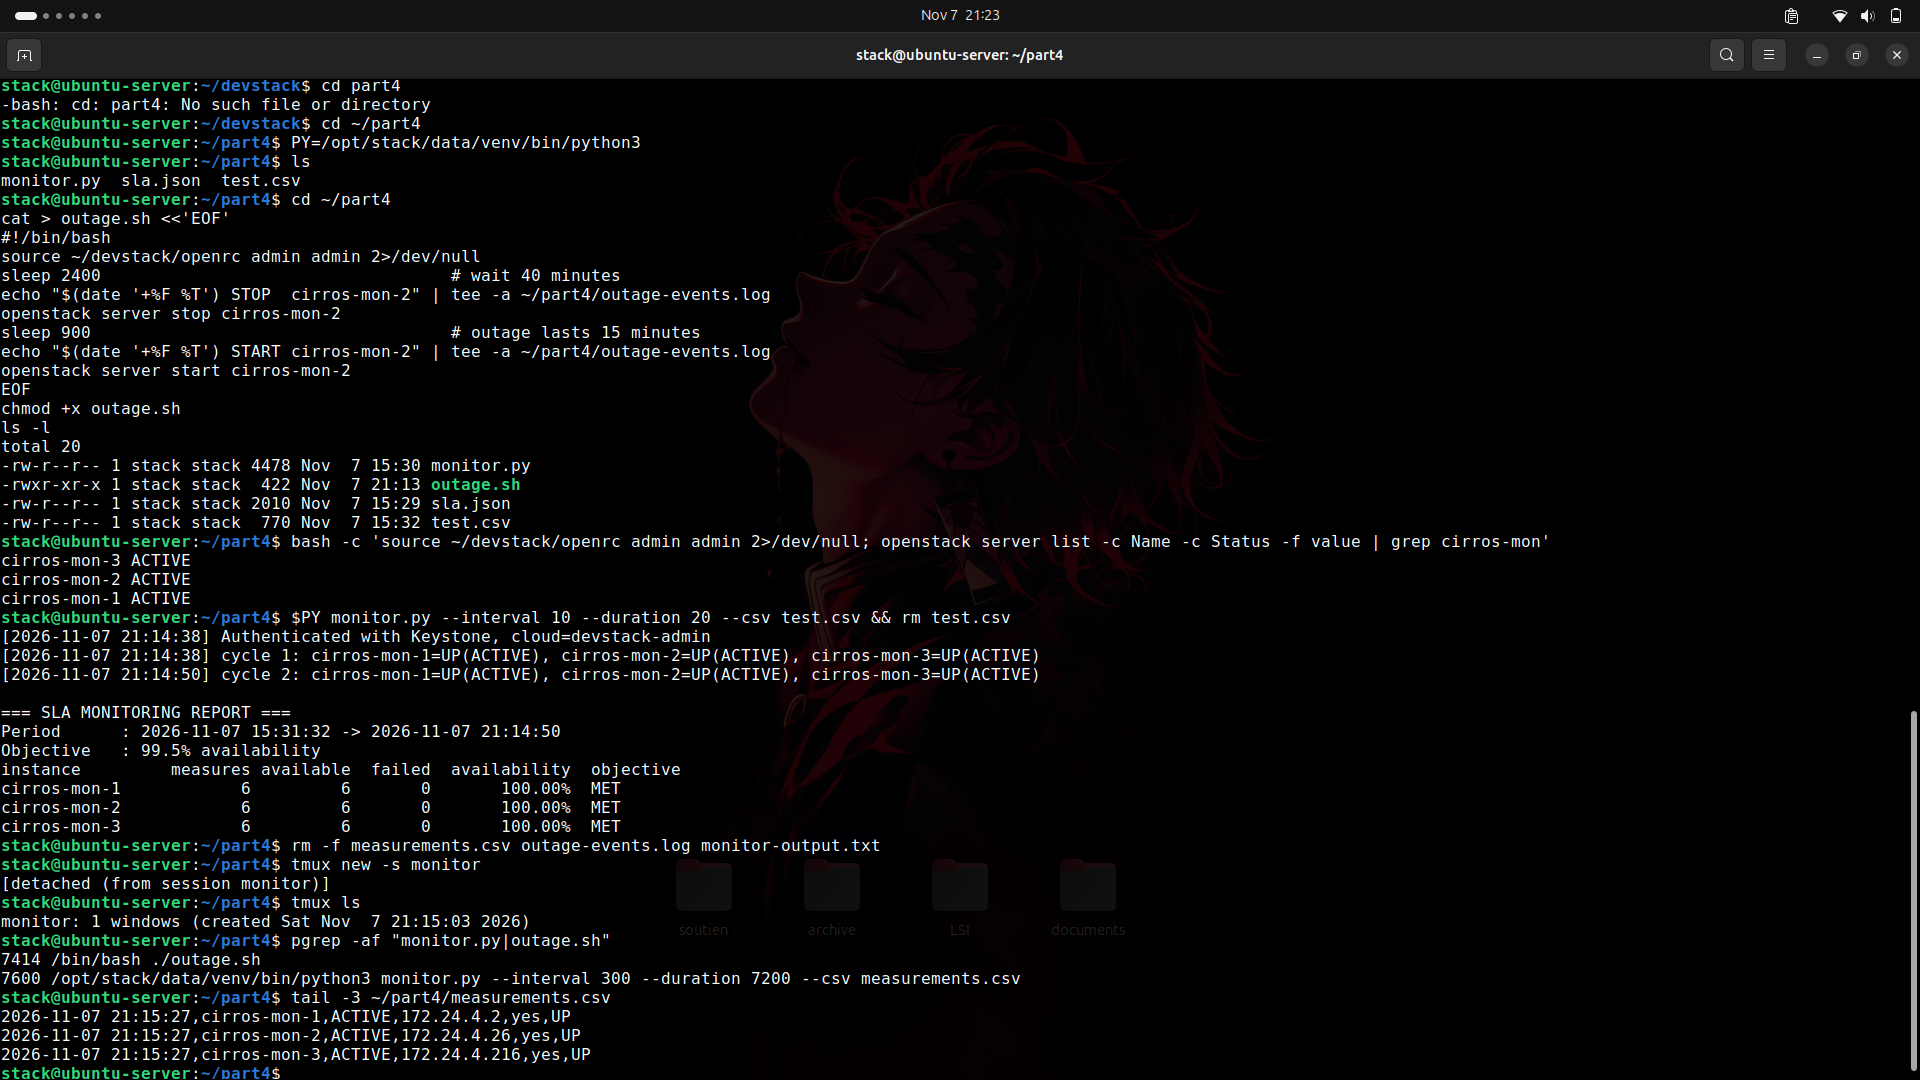 Nov 7 21:23
stack@ubuntu-server: ~/part4
stack@ubuntu-server:~/devstack$ cd part4
-bash: cd: part4: No such file or directory
stack@ubuntu-server:~/devstack$ cd ~/part4
stack@ubuntu-server:~/part4$ PY=/opt/stack/data/venv/bin/python3
stack@ubuntu-server:~/part4$ ls
monitor.py  sla.json  test.csv
stack@ubuntu-server:~/part4$ cd ~/part4
cat > outage.sh <<'EOF'
#!/bin/bash
source ~/devstack/openrc admin admin 2>/dev/null
sleep 2400                                   # wait 40 minutes
echo "$(date '+%F %T') STOP  cirros-mon-2" | tee -a ~/part4/outage-events.log
openstack server stop cirros-mon-2
sleep 900                                    # outage lasts 15 minutes
echo "$(date '+%F %T') START cirros-mon-2" | tee -a ~/part4/outage-events.log
openstack server start cirros-mon-2
EOF
chmod +x outage.sh
ls -l
total 20
-rw-r--r-- 1 stack stack 4478 Nov  7 15:30 monitor.py
-rwxr-xr-x 1 stack stack  422 Nov  7 21:13 outage.sh
-rw-r--r-- 1 stack stack 2010 Nov  7 15:29 sla.json
-rw-r--r-- 1 stack stack  770 Nov  7 15:32 test.csv
stack@ubuntu-server:~/part4$ bash -c 'source ~/devstack/openrc admin admin 2>/dev/null; openstack server list -c Name -c Status -f value | grep cirros-mon'
cirros-mon-3 ACTIVE
cirros-mon-2 ACTIVE
cirros-mon-1 ACTIVE
stack@ubuntu-server:~/part4$ $PY monitor.py --interval 10 --duration 20 --csv test.csv && rm test.csv
[2026-11-07 21:14:38] Authenticated with Keystone, cloud=devstack-admin
[2026-11-07 21:14:38] cycle 1: cirros-mon-1=UP(ACTIVE), cirros-mon-2=UP(ACTIVE), cirros-mon-3=UP(ACTIVE)
[2026-11-07 21:14:50] cycle 2: cirros-mon-1=UP(ACTIVE), cirros-mon-2=UP(ACTIVE), cirros-mon-3=UP(ACTIVE)
=== SLA MONITORING REPORT ===
Period      : 2026-11-07 15:31:32 -> 2026-11-07 21:14:50
Objective   : 99.5% availability
instance         measures available  failed  availability  objective
cirros-mon-1            6         6       0       100.00%  MET
cirros-mon-2            6         6       0       100.00%  MET
cirros-mon-3            6         6       0       100.00%  MET
stack@ubuntu-server:~/part4$ rm -f measurements.csv outage-events.log monitor-output.txt
stack@ubuntu-server:~/part4$ tmux new -s monitor
[detached (from session monitor)]
stack@ubuntu-server:~/part4$ tmux ls
monitor: 1 windows (created Sat Nov  7 21:15:03 2026)
stack@ubuntu-server:~/part4$ pgrep -af "monitor.py|outage.sh"
7414 /bin/bash ./outage.sh
7600 /opt/stack/data/venv/bin/python3 monitor.py --interval 300 --duration 7200 --csv measurements.csv
stack@ubuntu-server:~/part4$ tail -3 ~/part4/measurements.csv
2026-11-07 21:15:27,cirros-mon-1,ACTIVE,172.24.4.2,yes,UP
2026-11-07 21:15:27,cirros-mon-2,ACTIVE,172.24.4.26,yes,UP
2026-11-07 21:15:27,cirros-mon-3,ACTIVE,172.24.4.216,yes,UP
stack@ubuntu-server:~/part4$
soutien
archive
LSI
documents